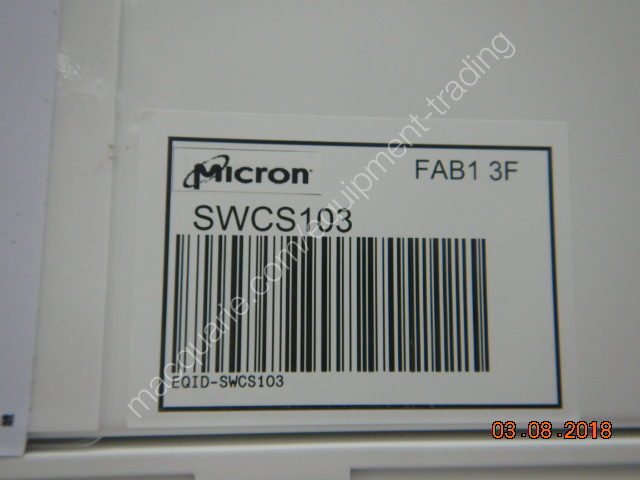 Micron
FAB1 3F
SWCS103
EQID-SWCS103
macquarie.com/equipment-trading
03.08.2018